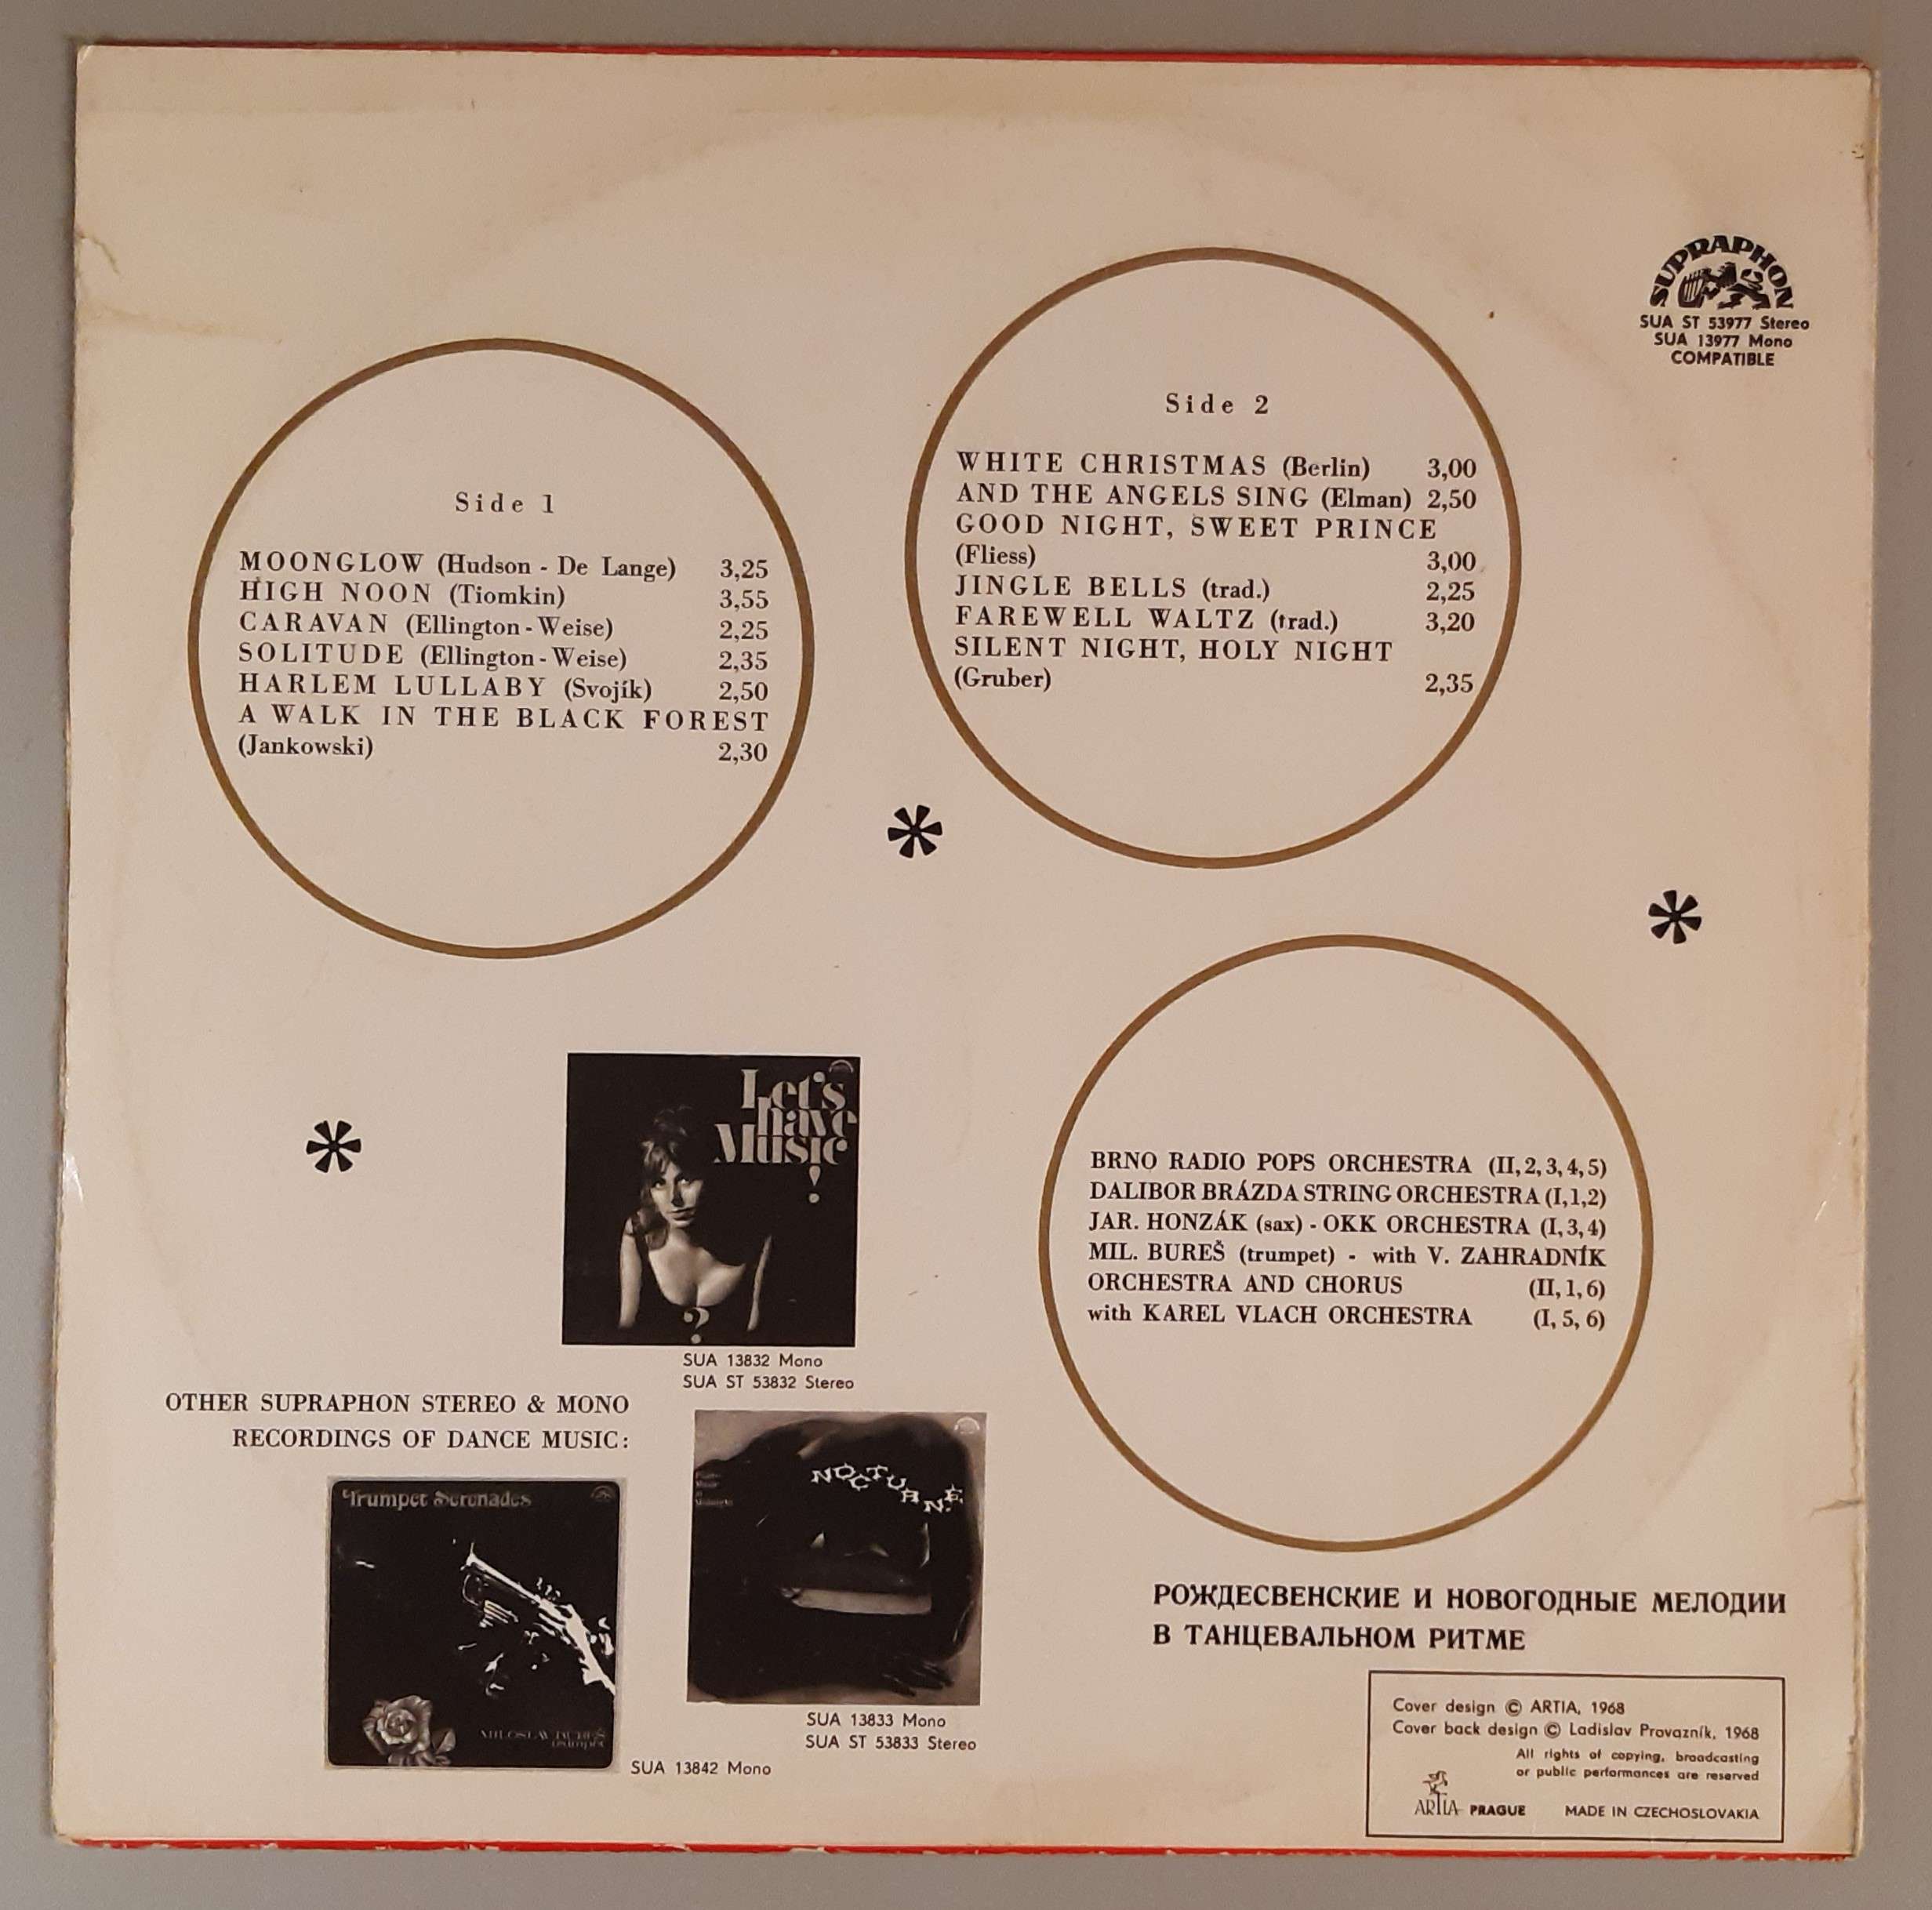 SUPRAPHON
SUA ST 53977 Stereo
SUA 13977 Mono
COMPATIBLE
Side 1
MOONGLOW (Hudson - De Lange) 3,25
HIGH NOON (Tiomkin) 3,55
CARAVAN (Ellington - Weise) 2,25
SOLITUDE (Ellington - Weise) 2,35
HARLEM LULLABY (Svojík) 2,50
A WALK IN THE BLACK FOREST
(Jankowski) 2,30
Side 2
WHITE CHRISTMAS (Berlin) 3,00
AND THE ANGELS SING (Elman) 2,50
GOOD NIGHT, SWEET PRINCE
(Fliess) 3,00
JINGLE BELLS (trad.) 2,25
FAREWELL WALTZ (trad.) 3,20
SILENT NIGHT, HOLY NIGHT
(Gruber) 2,35
BRNO RADIO POPS ORCHESTRA (II, 2, 3, 4, 5)
DALIBOR BRÁZDA STRING ORCHESTRA (I, 1, 2)
JAR. HONZÁK (sax) - OKK ORCHESTRA (I, 3, 4)
MIL. BUREŠ (trumpet) - with V. ZAHRADNÍK
ORCHESTRA AND CHORUS (II, 1, 6)
with KAREL VLACH ORCHESTRA (I, 5, 6)
Let's
have
Music
!
?
SUA 13832 Mono
SUA ST 53832 Stereo
OTHER SUPRAPHON STEREO & MONO
RECORDINGS OF DANCE MUSIC:
NOCTURNE
SUA 13833 Mono
SUA ST 53833 Stereo
Trumpet Serenades
MILOSLAV BUREŠ
trumpet
SUA 13842 Mono
РОЖДЕСВЕНСКИЕ И НОВОГОДНЫЕ МЕЛОДИИ
В ТАНЦЕВАЛЬНОМ РИТМЕ
Cover design © ARTIA, 1968
Cover back design © Ladislav Provazník, 1968
All rights of copying, broadcasting
or public performances are reserved
ARTIA PRAGUE MADE IN CZECHOSLOVAKIA